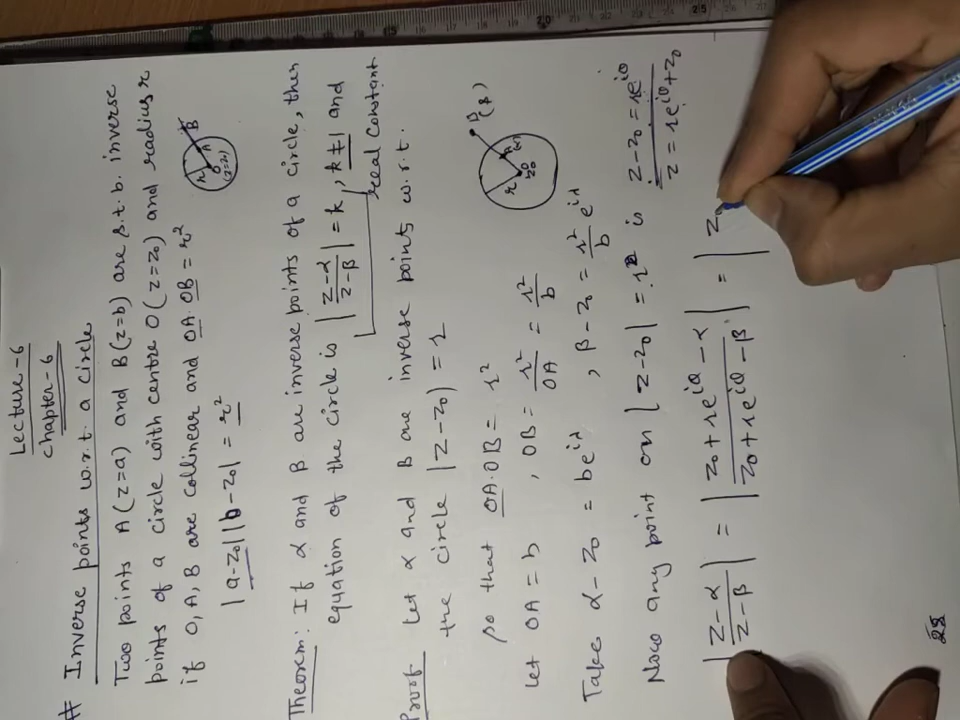 Lecture-6
chapter-6
# Inverse points w.r.t. a circle
Two points A(z=a) and B(z=b) are s.t.b. inverse
points of a circle with centre O(z=z₀) and radius r
if O, A, B are collinear and OA.OB = r²
|a-z₀||b-z₀| = r²
r A B
O
(z=z₀)
Theorem: If α and β are inverse points of a circle, then
equation of the circle is |z-α/z-β| = k, k≠1 and
real constant
Proof Let α and β are inverse points w.r.t.
the circle |z-z₀| = r
so that OA.OB = r²
r
z₀
Let OA = b, OB = r²/OA = r²/b
Take α-z₀ = be^{iλ}, β-z₀ = r²/b e^{iλ}
Now any point on |z-z₀| = r is z-z₀ = re^{iθ}
z = re^{iθ}+z₀
|z-α/z-β| = |z₀+re^{iθ}-α/z₀+re^{iθ}-β| = |z₀
20
25